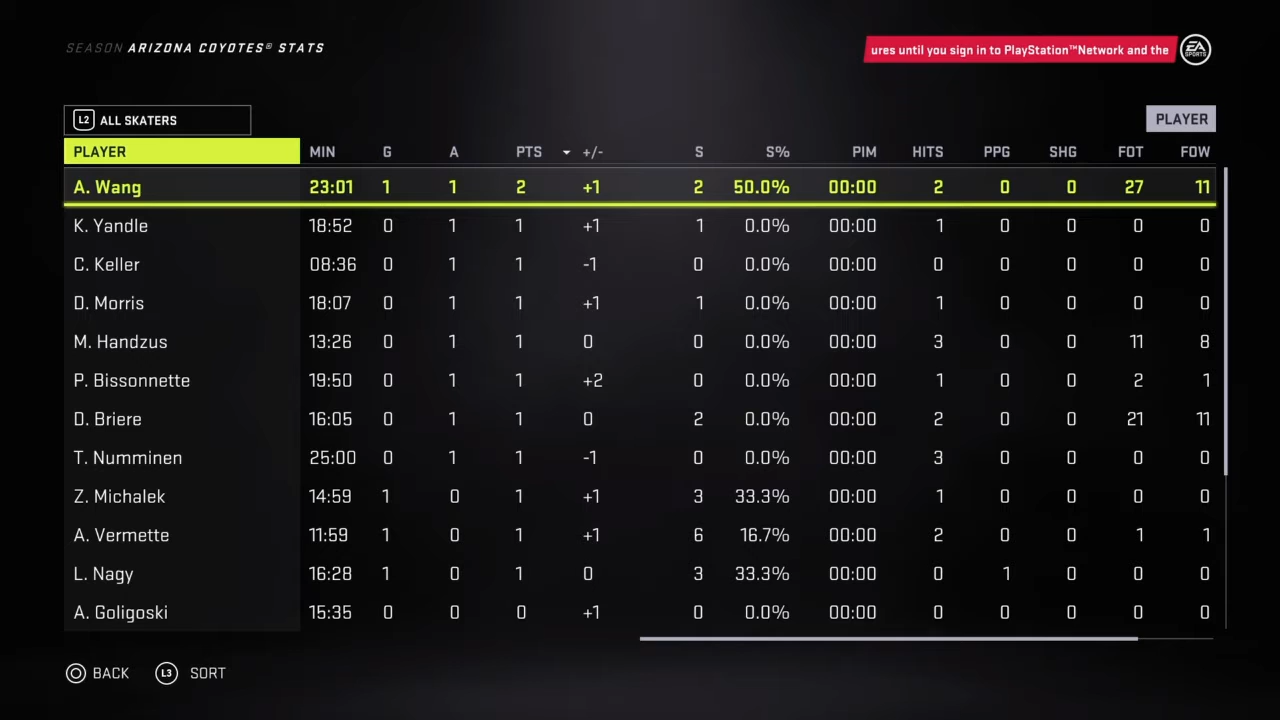 SEASON ARIZONA COYOTES® STATS
ures until you sign in to PlayStation™Network and the
EA SPORTS
L2 ALL SKATERS
PLAYER
PLAYER MIN G A PTS +/- S S% PIM HITS PPG SHG FOT FOW
A. Wang 23:01 1 1 2 +1 2 50.0% 00:00 2 0 0 27 11
K. Yandle 18:52 0 1 1 +1 1 0.0% 00:00 1 0 0 0 0
C. Keller 08:36 0 1 1 -1 0 0.0% 00:00 0 0 0 0 0
D. Morris 18:07 0 1 1 +1 1 0.0% 00:00 1 0 0 0 0
M. Handzus 13:26 0 1 1 0 0 0.0% 00:00 3 0 0 11 8
P. Bissonnette 19:50 0 1 1 +2 0 0.0% 00:00 1 0 0 2 1
D. Briere 16:05 0 1 1 0 2 0.0% 00:00 2 0 0 21 11
T. Numminen 25:00 0 1 1 -1 0 0.0% 00:00 3 0 0 0 0
Z. Michalek 14:59 1 0 1 +1 3 33.3% 00:00 1 0 0 0 0
A. Vermette 11:59 1 0 1 +1 6 16.7% 00:00 2 0 0 1 1
L. Nagy 16:28 1 0 1 0 3 33.3% 00:00 0 1 0 0 0
A. Goligoski 15:35 0 0 0 +1 0 0.0% 00:00 0 0 0 0 0
BACK L3 SORT